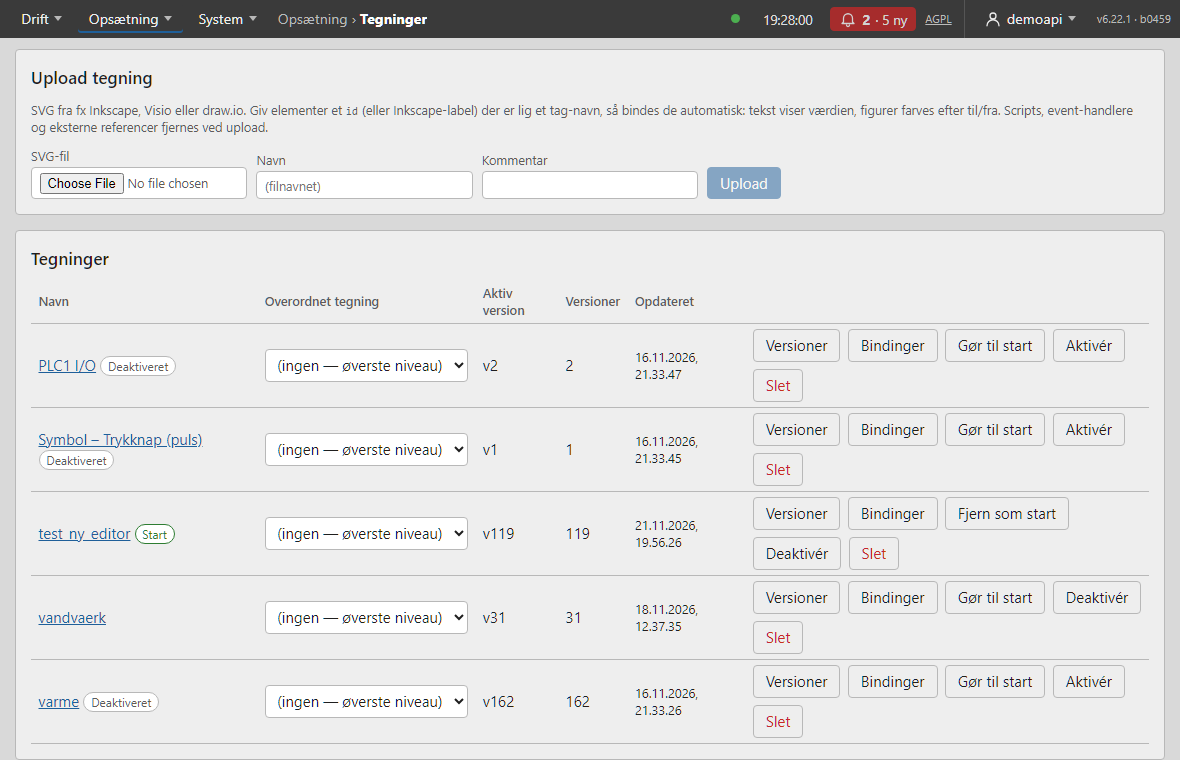 Drift Opsætning System Opsætning › Tegninger 19:28:00 2 · 5 ny AGPL demoapi v6.22.1 · b0459
Upload tegning
SVG fra fx Inkscape, Visio eller draw.io. Giv elementer et id (eller Inkscape-label) der er lig et tag-navn, så bindes de automatisk: tekst viser værdien, figurer farves efter til/fra. Scripts, event-handlere
og eksterne referencer fjernes ved upload.
SVG-fil Navn Kommentar
Choose File No file chosen (filnavnet) Upload
Tegninger
Navn Overordnet tegning Aktiv version Versioner Opdateret
PLC1 I/O Deaktiveret (ingen — øverste niveau) v2 2 16.11.2026, 21.33.47 Versioner Bindinger Gør til start Aktivér
Slet
Symbol – Trykknap (puls) (ingen — øverste niveau) v1 1 16.11.2026, 21.33.45 Versioner Bindinger Gør til start Aktivér
Deaktiveret Slet
test_ny_editor Start (ingen — øverste niveau) v119 119 21.11.2026, 19.56.26 Versioner Bindinger Fjern som start
Deaktivér Slet
vandvaerk (ingen — øverste niveau) v31 31 18.11.2026, 12.37.35 Versioner Bindinger Gør til start Deaktivér
Slet
varme Deaktiveret (ingen — øverste niveau) v162 162 16.11.2026, 21.33.26 Versioner Bindinger Gør til start Aktivér
Slet